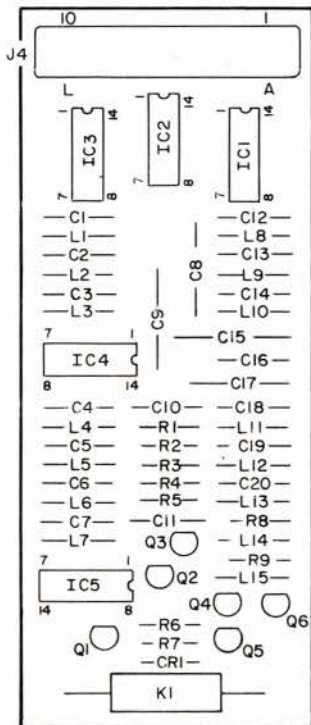 10 1
J4
L A
1 14 1 14 1 14
IC3 IC2 IC1
7 8 7 8 7 8
C1 C12
L1 L8
C2 C8 C13
L2 L9
C3 C14
L3 C9 L10
C15
7 1
IC4 C16
8 14
C17
C4 C10 C18
L4 R1 L11
C5 R2 C19
L5 R3 L12
C6 R4 C20
L6 R5 L13
C7 C11 R8
L7 Q3 L14
R9
7 1
IC5 Q2 L15
14 8
Q4 Q6
R6
Q1 R7 Q5
CR1
K1